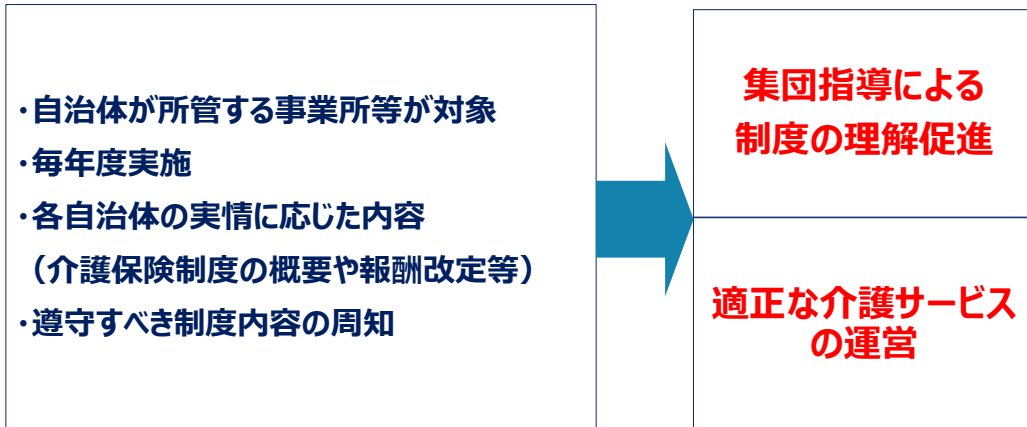 ・自治体が所管する事業所等が対象
・毎年度実施
・各自治体の実情に応じた内容
（介護保険制度の概要や報酬改定等）
・遵守すべき制度内容の周知
集団指導による
制度の理解促進
適正な介護サービス
の運営